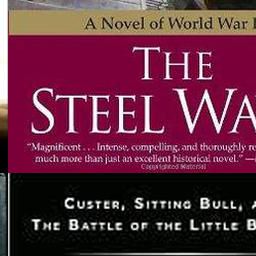 A Novel of World War I
THE
STEEL WA
"Magnificent . . . Intense, compelling, and thoroughly re
much more than just an excellent historical novel." —
Copyrighted Material
CUSTER, SITTING BULL, A
THE BATTLE OF THE LITTLE B